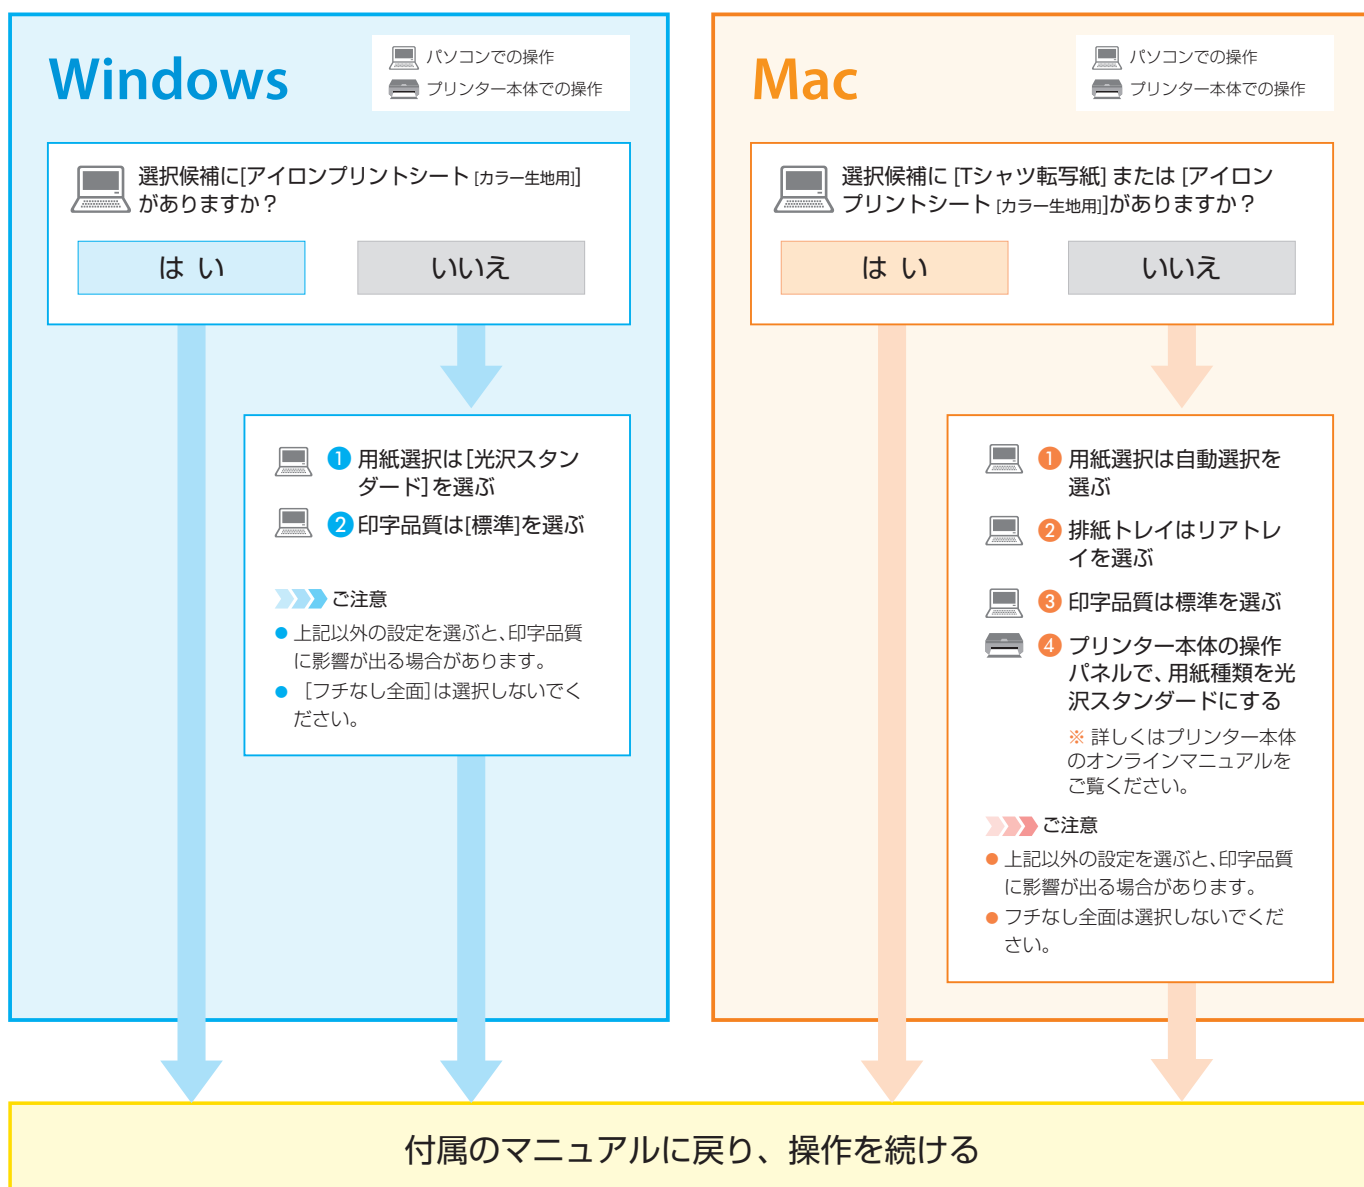 Windows
パソコンでの操作
プリンター本体での操作
選択候補に[アイロンプリントシート [カラー生地用]]
がありますか？
は い
いいえ
1 用紙選択は[光沢スタン
ダード]を選ぶ
2 印字品質は[標準]を選ぶ
ご注意
● 上記以外の設定を選ぶと、印字品質
に影響が出る場合があります。
● [フチなし全面]は選択しないでく
ださい。
Mac
パソコンでの操作
プリンター本体での操作
選択候補に [Tシャツ転写紙] または [アイロン
プリントシート [カラー生地用]]がありますか？
は い
いいえ
1 用紙選択は自動選択を
選ぶ
2 排紙トレイはリアトレ
イを選ぶ
3 印字品質は標準を選ぶ
4 プリンター本体の操作
パネルで、用紙種類を光
沢スタンダードにする
※ 詳しくはプリンター本体
のオンラインマニュアルを
ご覧ください。
ご注意
● 上記以外の設定を選ぶと、印字品質
に影響が出る場合があります。
● フチなし全面は選択しないでくだ
さい。
付属のマニュアルに戻り、操作を続ける